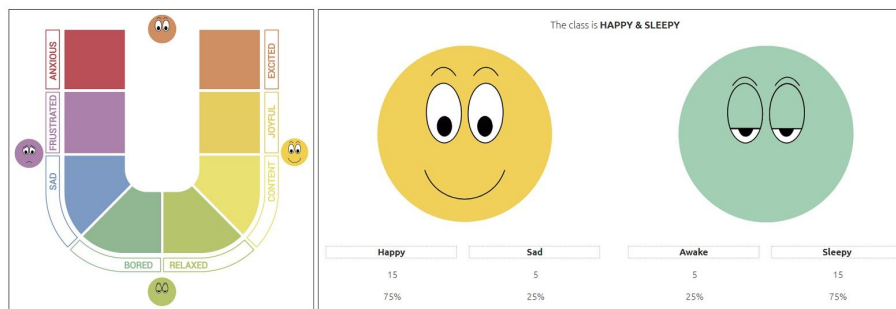 ANXIOUS
EXCITED
FRUSTRATED
JOYFUL
SAD
CONTENT
BORED RELAXED
The class is HAPPY & SLEEPY
Happy Sad Awake Sleepy
15 5 5 15
75% 25% 25% 75%